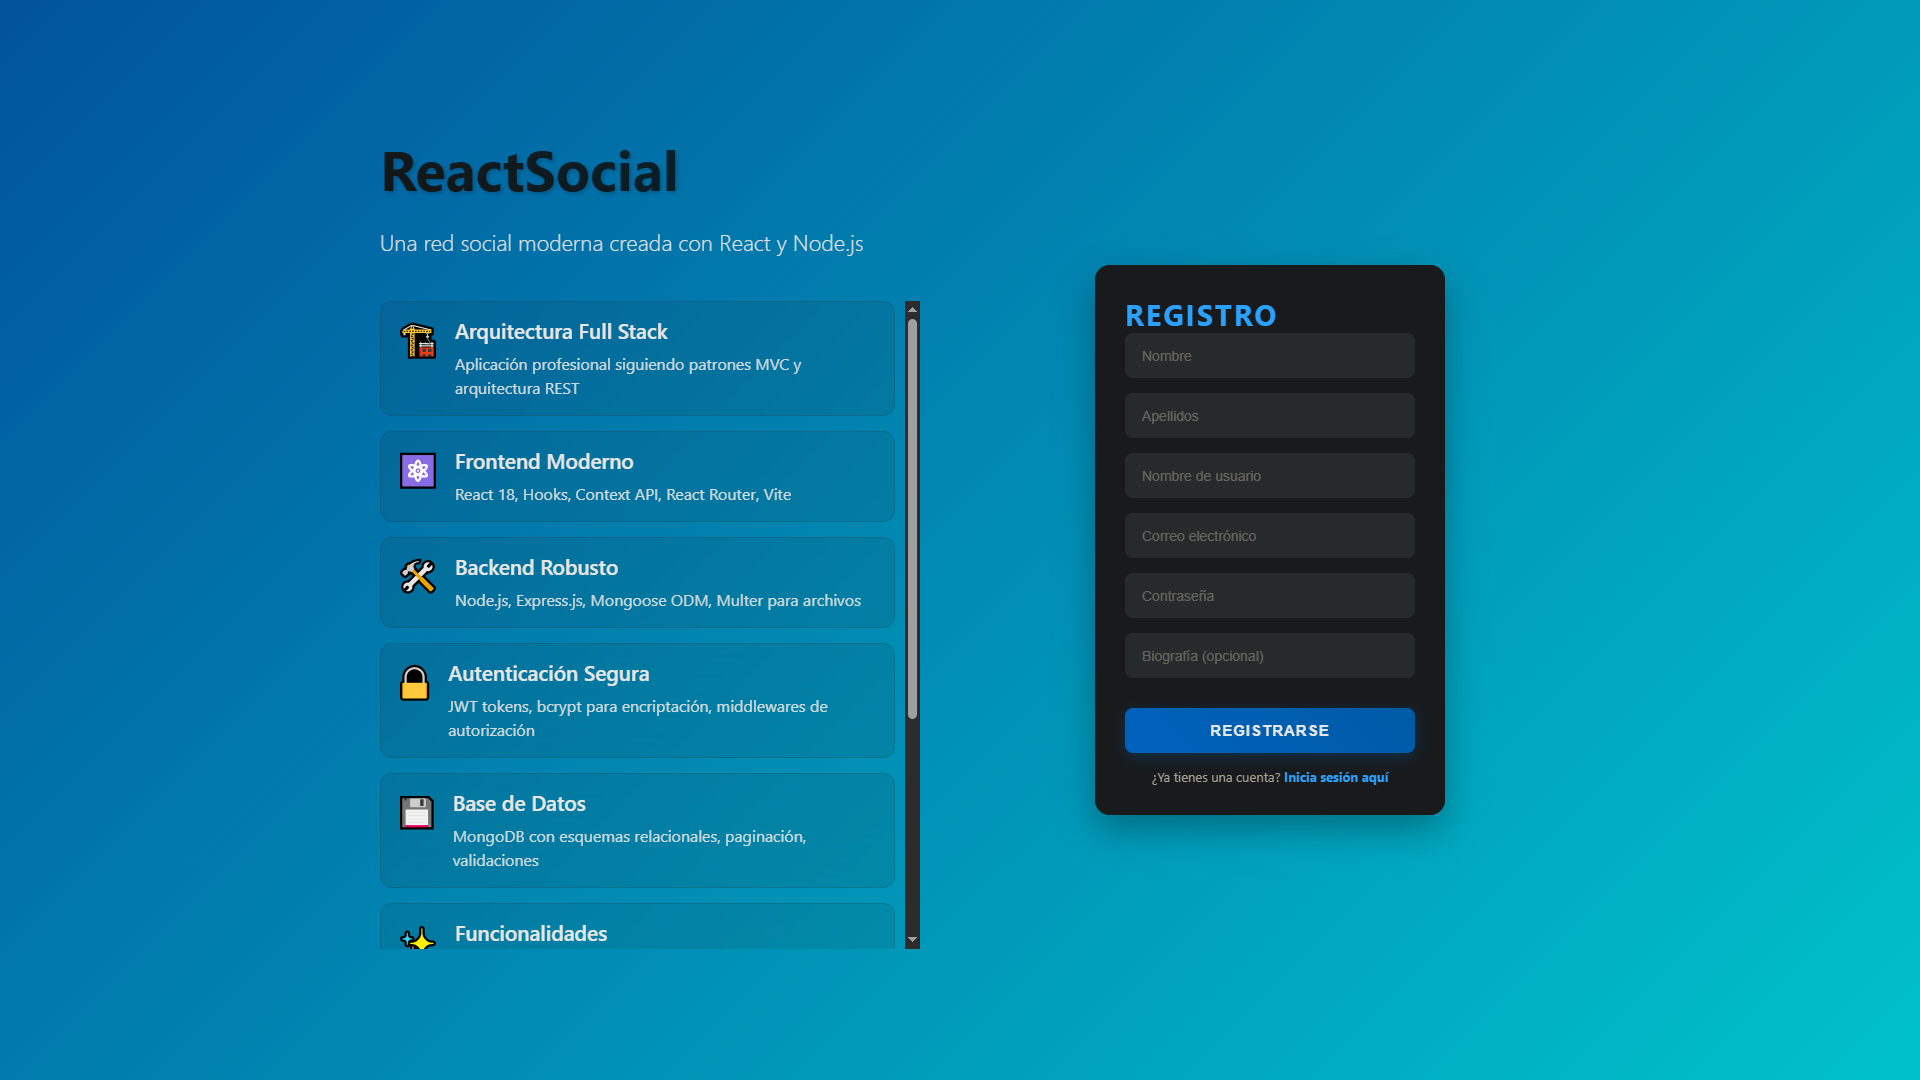 ReactSocial
Una red social moderna creada con React y Node.js
Arquitectura Full Stack
Aplicación profesional siguiendo patrones MVC y
arquitectura REST
Frontend Moderno
React 18, Hooks, Context API, React Router, Vite
Backend Robusto
Node.js, Express.js, Mongoose ODM, Multer para archivos
Autenticación Segura
JWT tokens, bcrypt para encriptación, middlewares de
autorización
Base de Datos
MongoDB con esquemas relacionales, paginación,
validaciones
Funcionalidades
REGISTRO
Nombre
Apellidos
Nombre de usuario
Correo electrónico
Contraseña
Biografía (opcional)
REGISTRARSE
¿Ya tienes una cuenta? Inicia sesión aquí